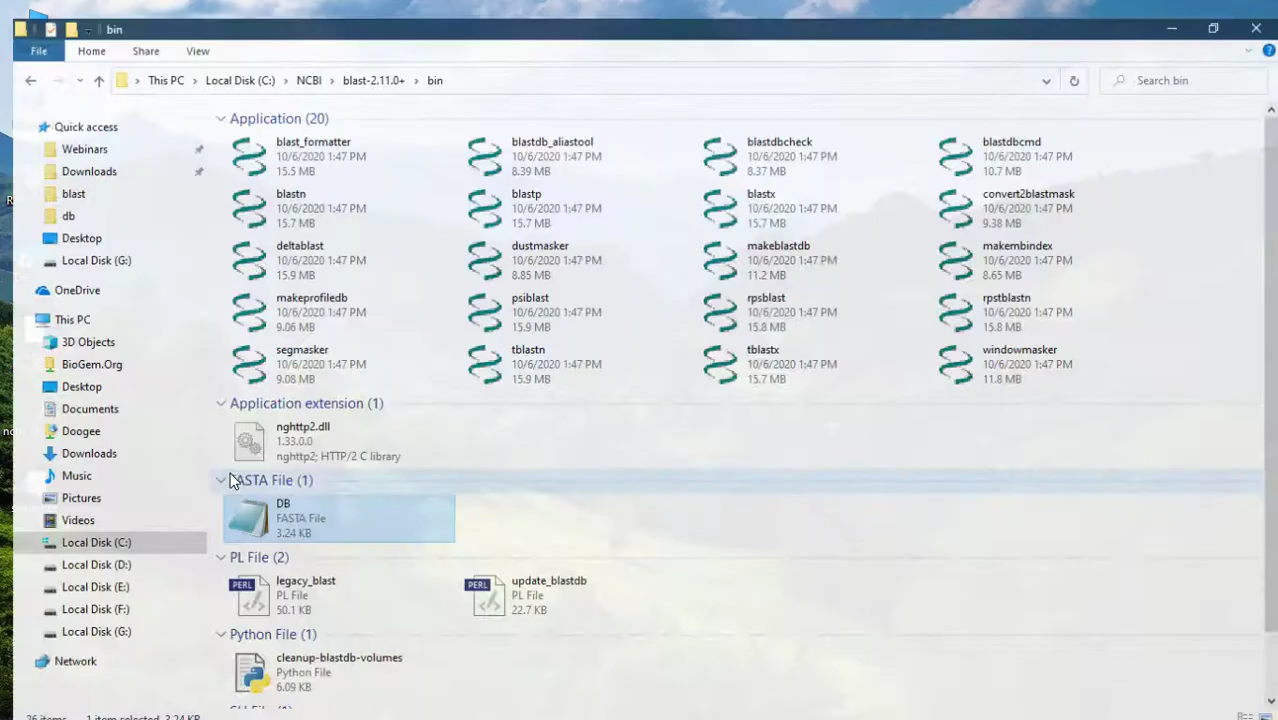 bin
File Home Share View
This PC > Local Disk (C:) > NCBI > blast-2.11.0+ > bin
Search bin
Quick access
Webinars
Downloads
blast
db
Desktop
Local Disk (G:)
OneDrive
This PC
3D Objects
BioGem.Org
Desktop
Documents
Doogee
Downloads
Music
Pictures
Videos
Local Disk (C:)
Local Disk (D:)
Local Disk (E:)
Local Disk (F:)
Local Disk (G:)
Network
Application (20)
blast_formatter
10/6/2020 1:47 PM
15.5 MB
blastdb_aliastool
10/6/2020 1:47 PM
8.39 MB
blastdbcheck
10/6/2020 1:47 PM
8.37 MB
blastdbcmd
10/6/2020 1:47 PM
10.7 MB
blastn
10/6/2020 1:47 PM
15.7 MB
blastp
10/6/2020 1:47 PM
15.7 MB
blastx
10/6/2020 1:47 PM
15.7 MB
convert2blastmask
10/6/2020 1:47 PM
9.38 MB
deltablast
10/6/2020 1:47 PM
15.9 MB
dustmasker
10/6/2020 1:47 PM
8.85 MB
makeblastdb
10/6/2020 1:47 PM
11.2 MB
makembindex
10/6/2020 1:47 PM
8.65 MB
makeprofiledb
10/6/2020 1:47 PM
9.06 MB
psiblast
10/6/2020 1:47 PM
15.9 MB
rpsblast
10/6/2020 1:47 PM
15.8 MB
rpstblastn
10/6/2020 1:47 PM
15.8 MB
segmasker
10/6/2020 1:47 PM
9.08 MB
tblastn
10/6/2020 1:47 PM
15.9 MB
tblastx
10/6/2020 1:47 PM
15.7 MB
windowmasker
10/6/2020 1:47 PM
11.8 MB
Application extension (1)
nghttp2.dll
1.33.0.0
nghttp2; HTTP/2 C library
FASTA File (1)
DB
FASTA File
3.24 KB
PL File (2)
PERL
legacy_blast
PL File
50.1 KB
PERL
update_blastdb
PL File
22.7 KB
Python File (1)
cleanup-blastdb-volumes
Python File
6.09 KB
26 items 1 item selected 3.24 KB